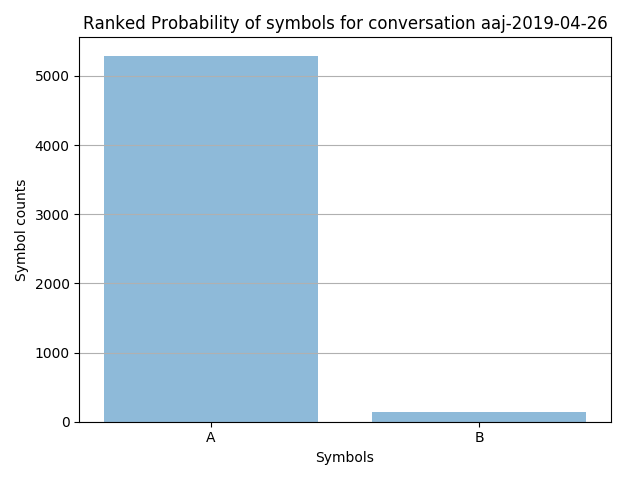 Ranked Probability of symbols for conversation aaj-2019-04-26
5000
4000
3000
2000
1000
0
Symbol counts
A B
Symbols